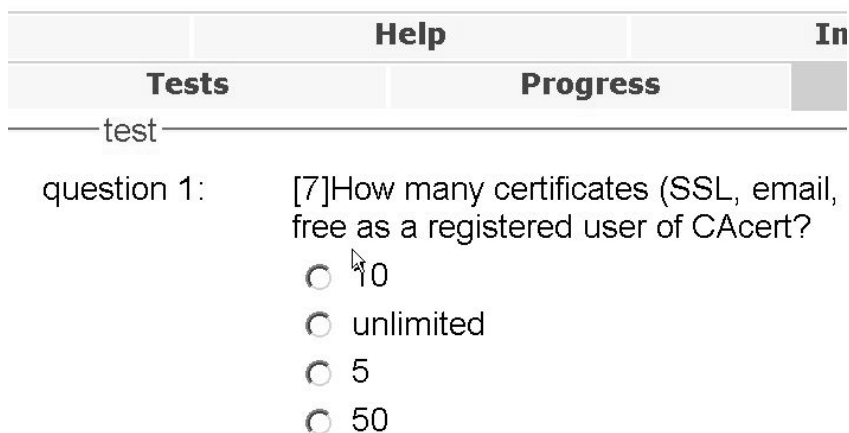 Help In
Tests Progress
test
question 1: [7]How many certificates (SSL, email,
free as a registered user of CAcert?
10
unlimited
5
50